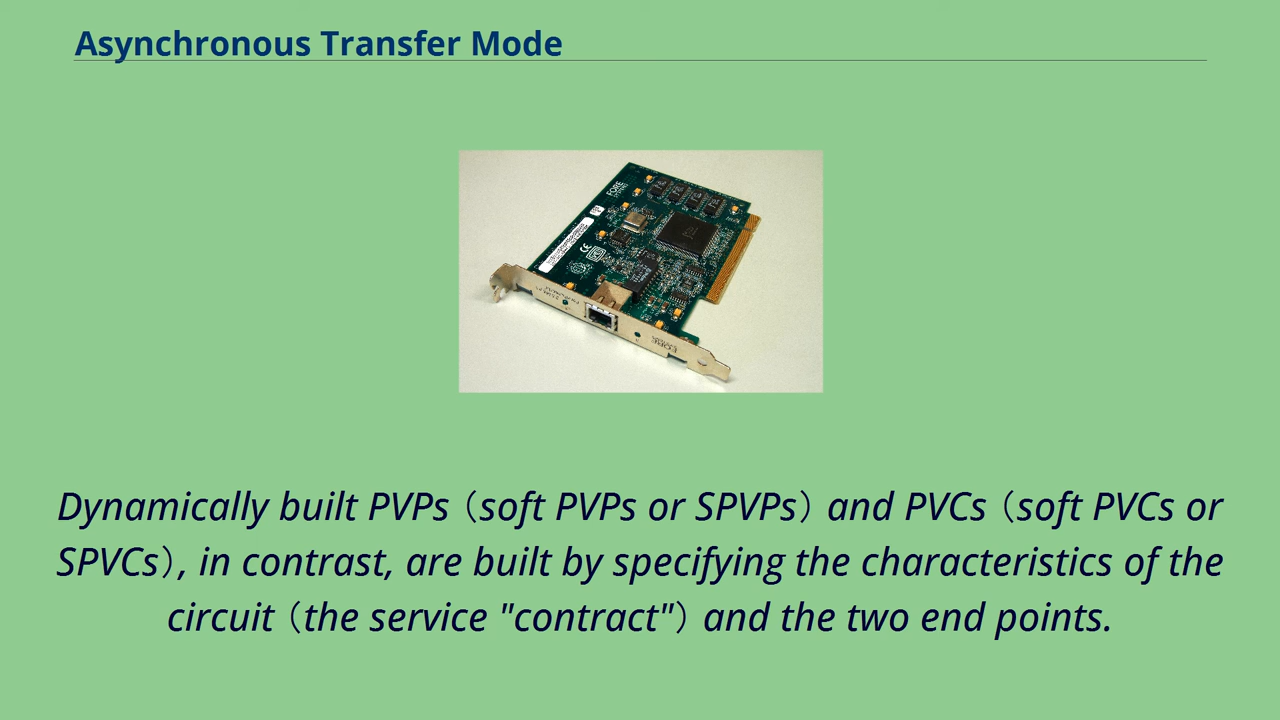 Asynchronous Transfer Mode
FORE
Dynamically built PVPs (soft PVPs or SPVPs) and PVCs (soft PVCs or
SPVCs), in contrast, are built by specifying the characteristics of the
circuit (the service "contract") and the two end points.